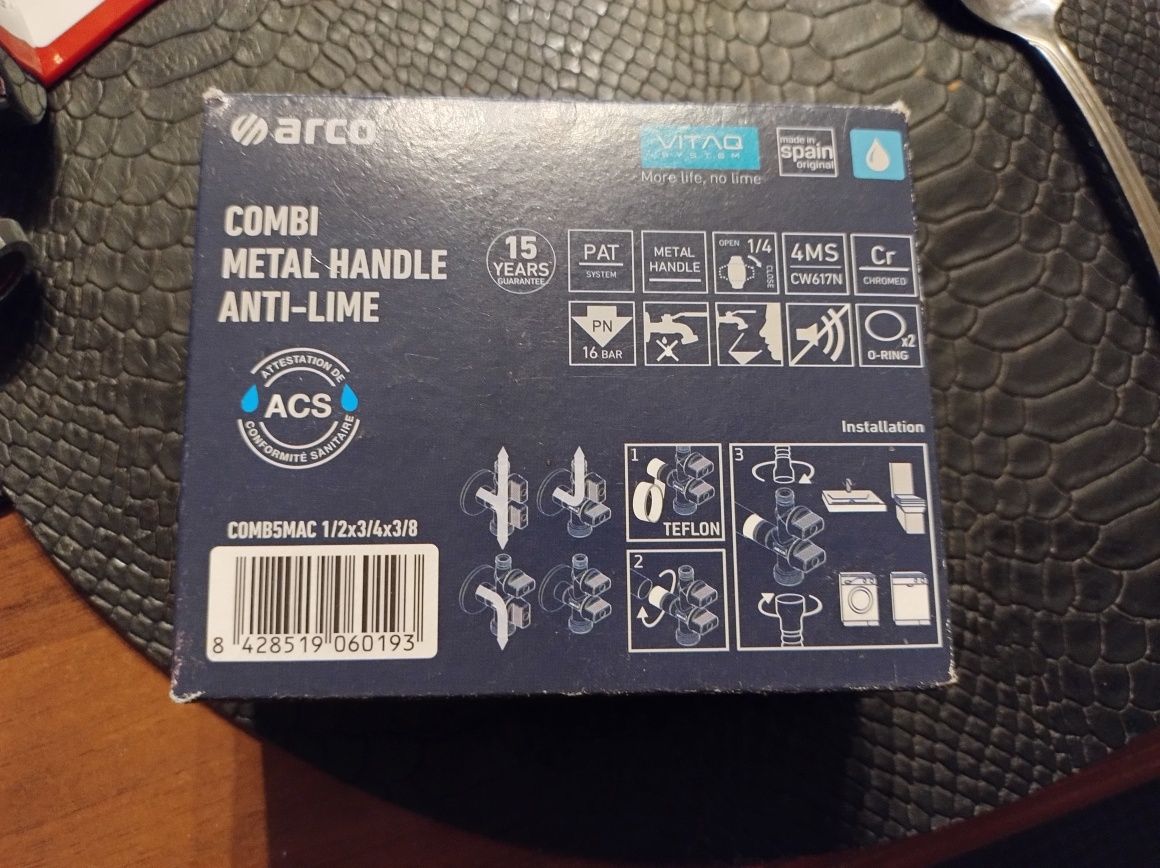 arco
VITAQ
SYSTEM
More life, no lime
made in
spain
original
COMBI
METAL HANDLE
ANTI-LIME
15
YEARS
GUARANTEE
PAT
SYSTEM
METAL
HANDLE
OPEN 1/4
CLOSE
4MS
CW617N
Cr
CHROMED
PN
16 BAR
x2
O-RING
ATTESTATION DE
ACS
CONFORMITÉ SANITAIRE
Installation
1
TEFLON
2
3
COMB5MAC 1/2x3/4x3/8
8 428519 060193